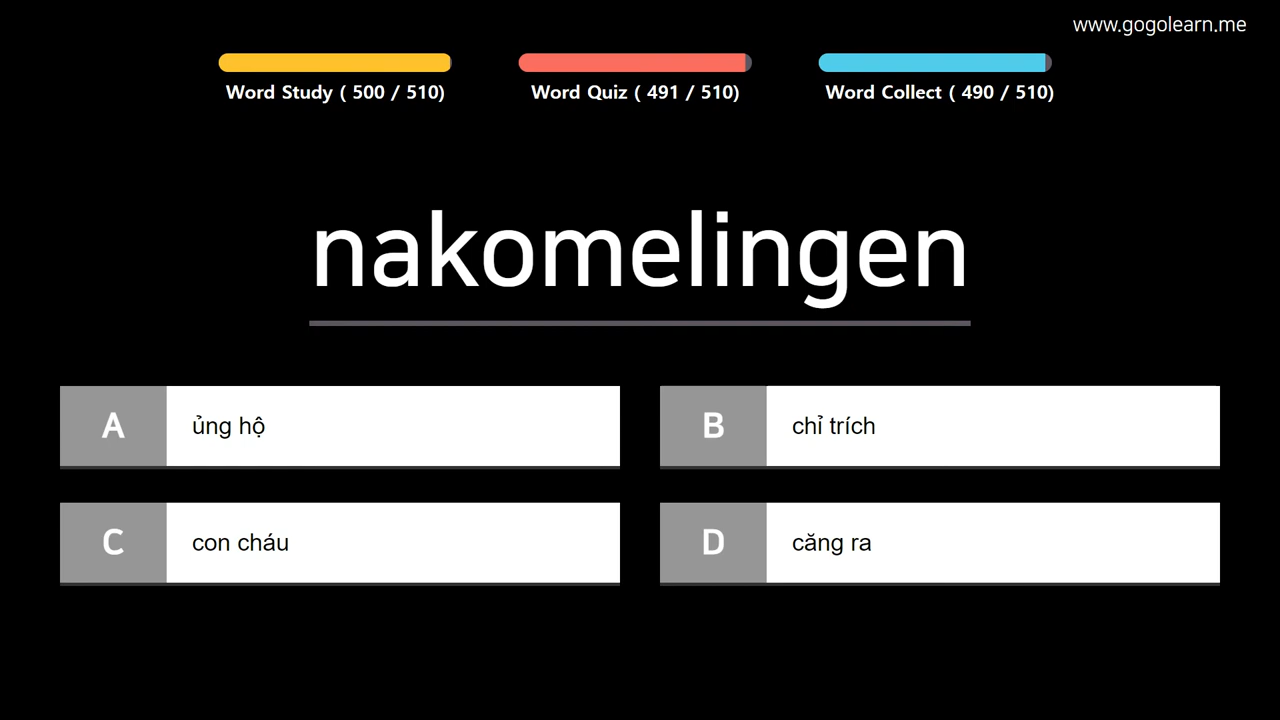 www.gogolearn.me
Word Study ( 500 / 510)
Word Quiz ( 491 / 510)
Word Collect ( 490 / 510)
nakomelingen
A
ủng hộ
B
chỉ trích
C
con cháu
D
căng ra